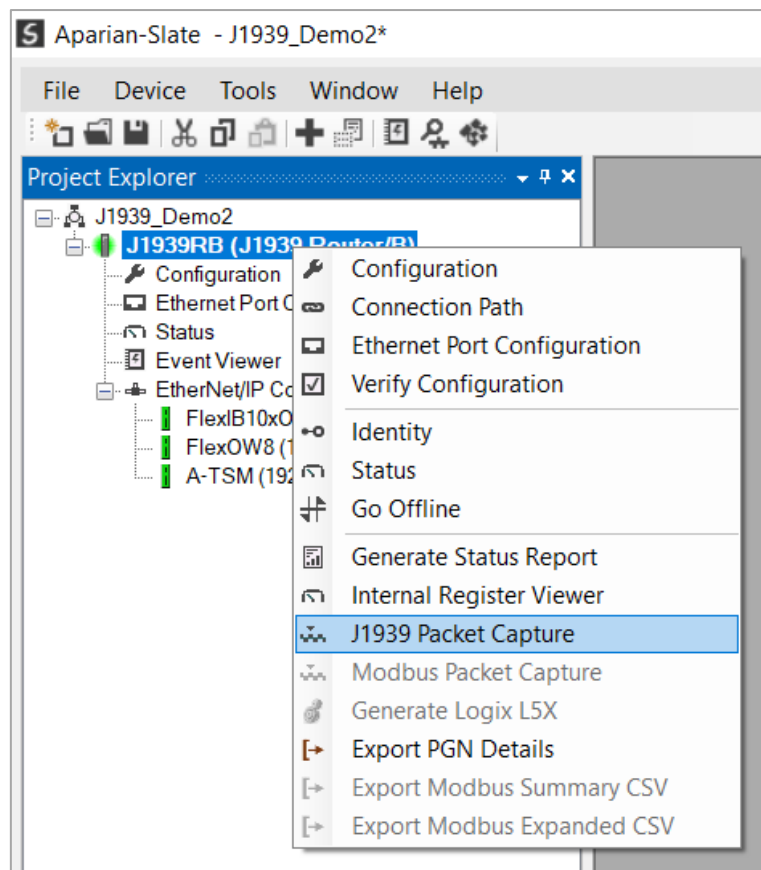 Aparian-Slate - J1939_Demo2*
File Device Tools Window Help
Project Explorer
J1939_Demo2
J1939RB (J1939 Router/B)
Configuration
Ethernet Port
Status
Event Viewer
EtherNet/IP
FlexIB10xO
FlexOW8 (1
A-TSM (192
Configuration
Connection Path
Ethernet Port Configuration
Verify Configuration
Identity
Status
Go Offline
Generate Status Report
Internal Register Viewer
J1939 Packet Capture
Modbus Packet Capture
Generate Logix L5X
Export PGN Details
Export Modbus Summary CSV
Export Modbus Expanded CSV